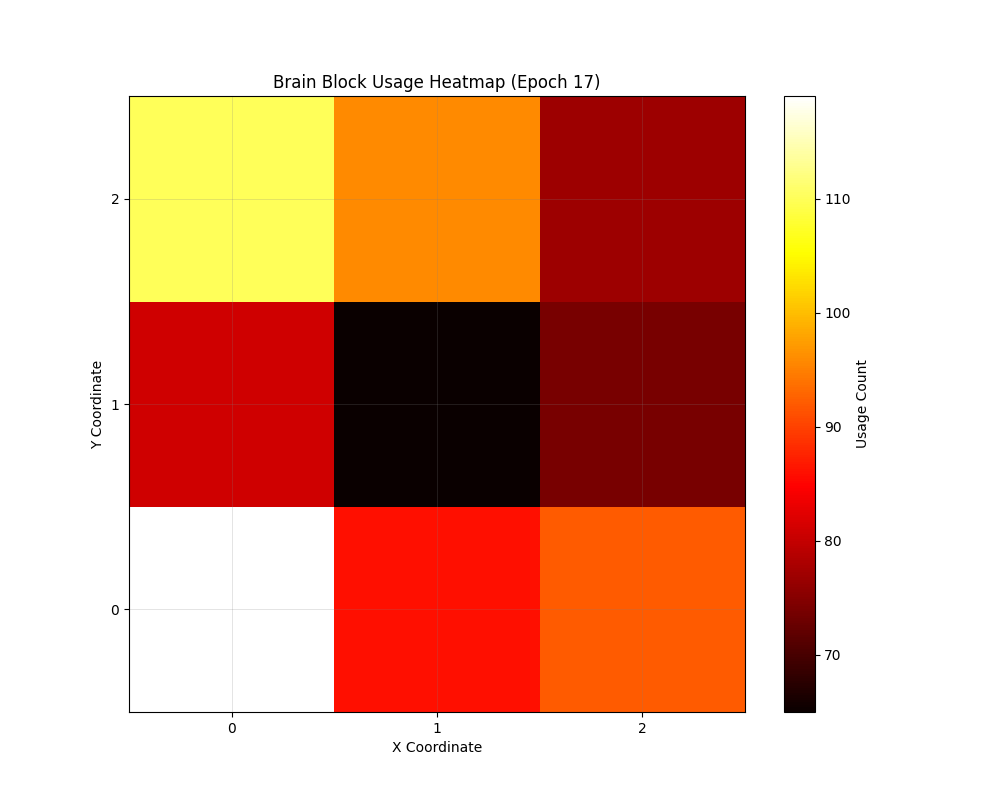 Brain Block Usage Heatmap (Epoch 17)
2
1
0
Y Coordinate
0 1 2
X Coordinate
110
100
90
80
70
Usage Count